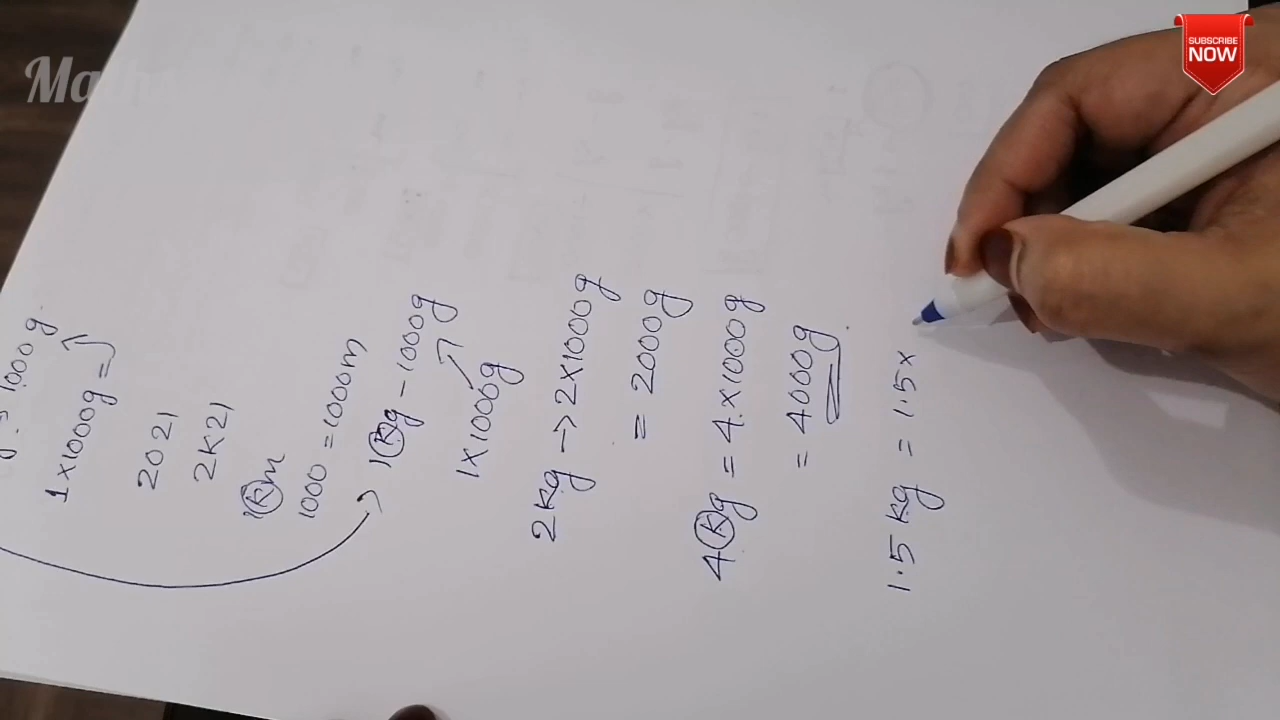 SUBSCRIBE
NOW
= 1000g
1×1000g =
2021
2K21
1Km
1000 = 1000m
1Kg - 1000g
1×1000g
2kg → 2×1000g
= 2000g
4Kg = 4×1000g
= 4000g
1.5 kg = 1.5×